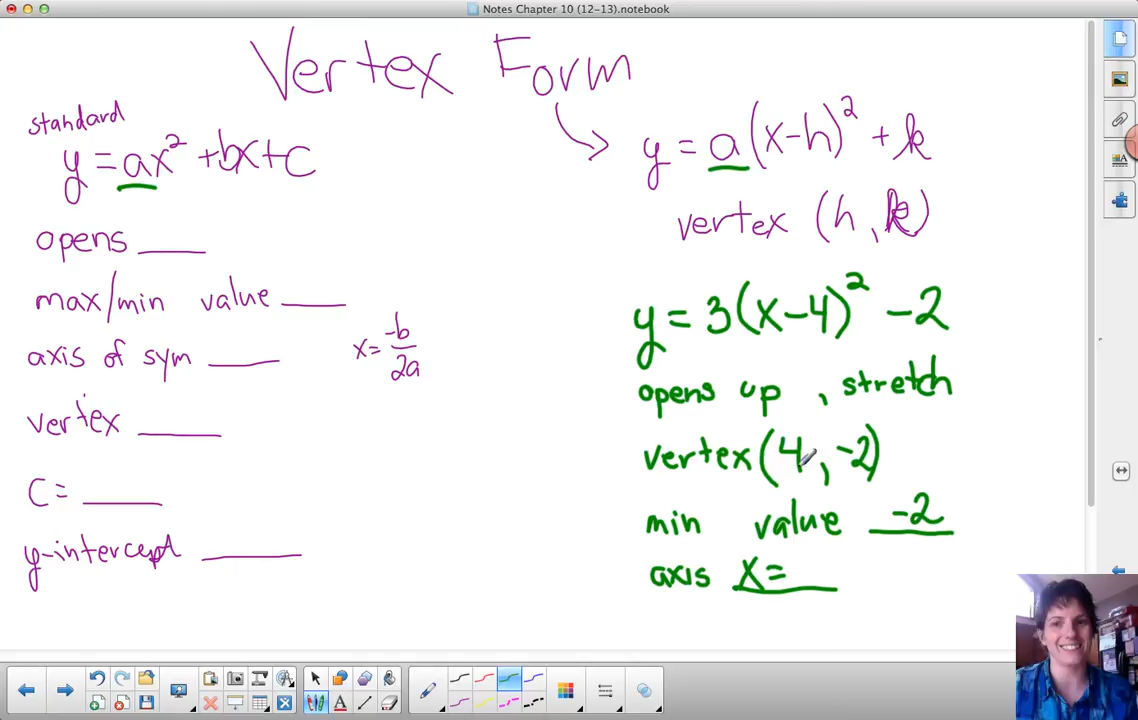 Notes Chapter 10 (12–13).notebook
Vertex Form
standard
y = ax² + bx + c
opens ____
max/min value ____
axis of sym ____ x = -b/2a
vertex ____
C = ____
y-intercept ____
y = a(x-h)² + k
vertex (h, k)
y = 3(x-4)² - 2
opens up, stretch
vertex (4, -2)
min value -2
axis x = ____